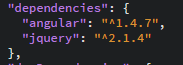 "dependencies": {
"angular": "^1.4.7",
"jquery": "^2.1.4"
},